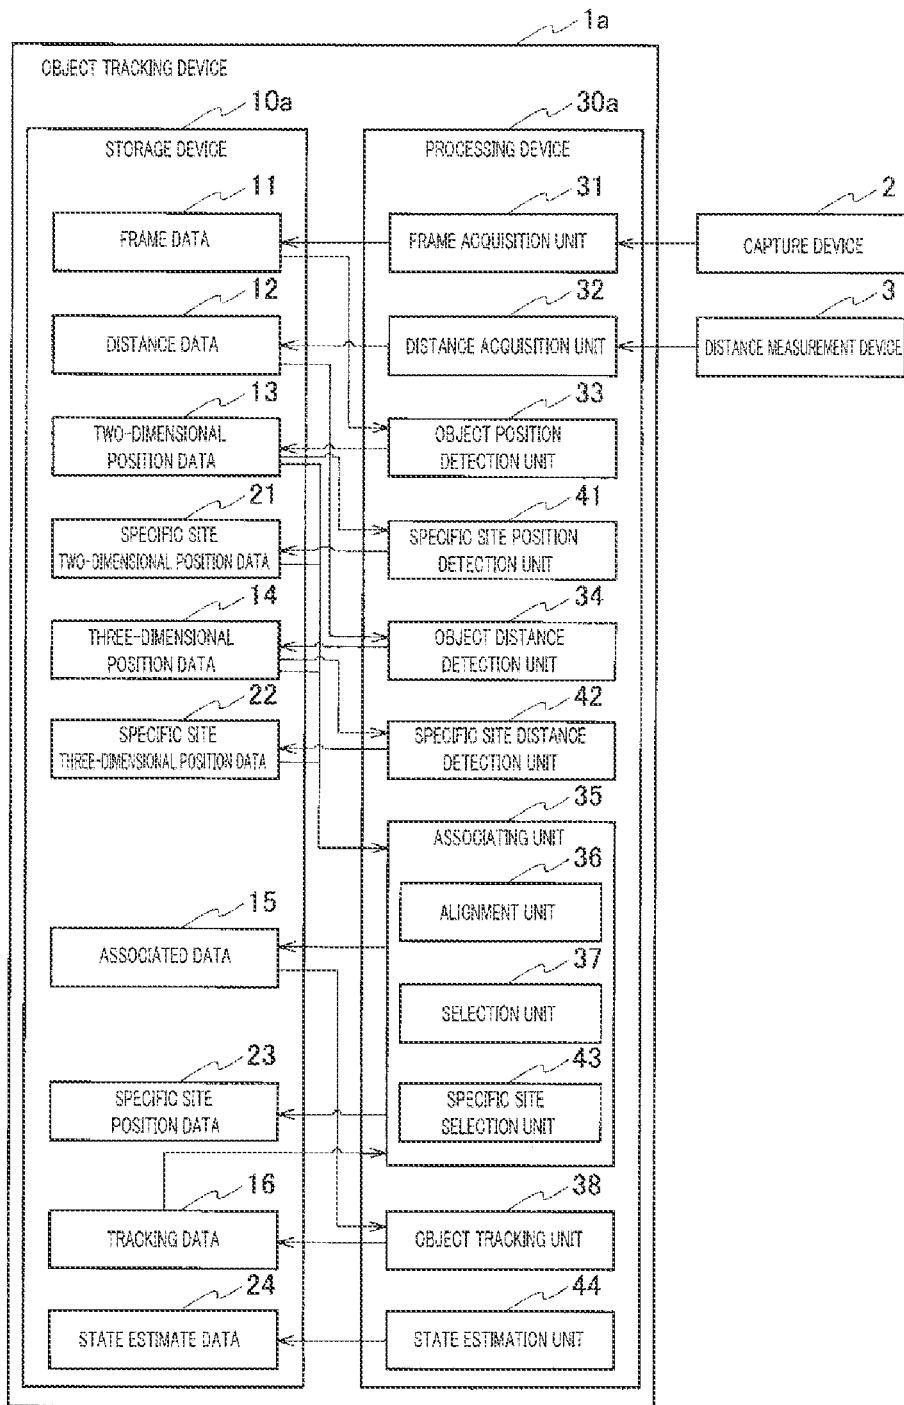 1a
OBJECT TRACKING DEVICE
10a
30a
STORAGE DEVICE
PROCESSING DEVICE
11
31
2
FRAME DATA
FRAME ACQUISITION UNIT
CAPTURE DEVICE
12
32
3
DISTANCE DATA
DISTANCE ACQUISITION UNIT
DISTANCE MEASUREMENT DEVICE
13
33
TWO-DIMENSIONAL
POSITION DATA
OBJECT POSITION
DETECTION UNIT
21
41
SPECIFIC SITE
TWO-DIMENSIONAL POSITION DATA
SPECIFIC SITE POSITION
DETECTION UNIT
14
34
THREE-DIMENSIONAL
POSITION DATA
OBJECT DISTANCE
DETECTION UNIT
22
42
SPECIFIC SITE
THREE-DIMENSIONAL POSITION DATA
SPECIFIC SITE DISTANCE
DETECTION UNIT
35
ASSOCIATING UNIT
36
ALIGNMENT UNIT
15
ASSOCIATED DATA
37
SELECTION UNIT
23
43
SPECIFIC SITE
POSITION DATA
SPECIFIC SITE
SELECTION UNIT
16
38
TRACKING DATA
OBJECT TRACKING UNIT
24
44
STATE ESTIMATE DATA
STATE ESTIMATION UNIT